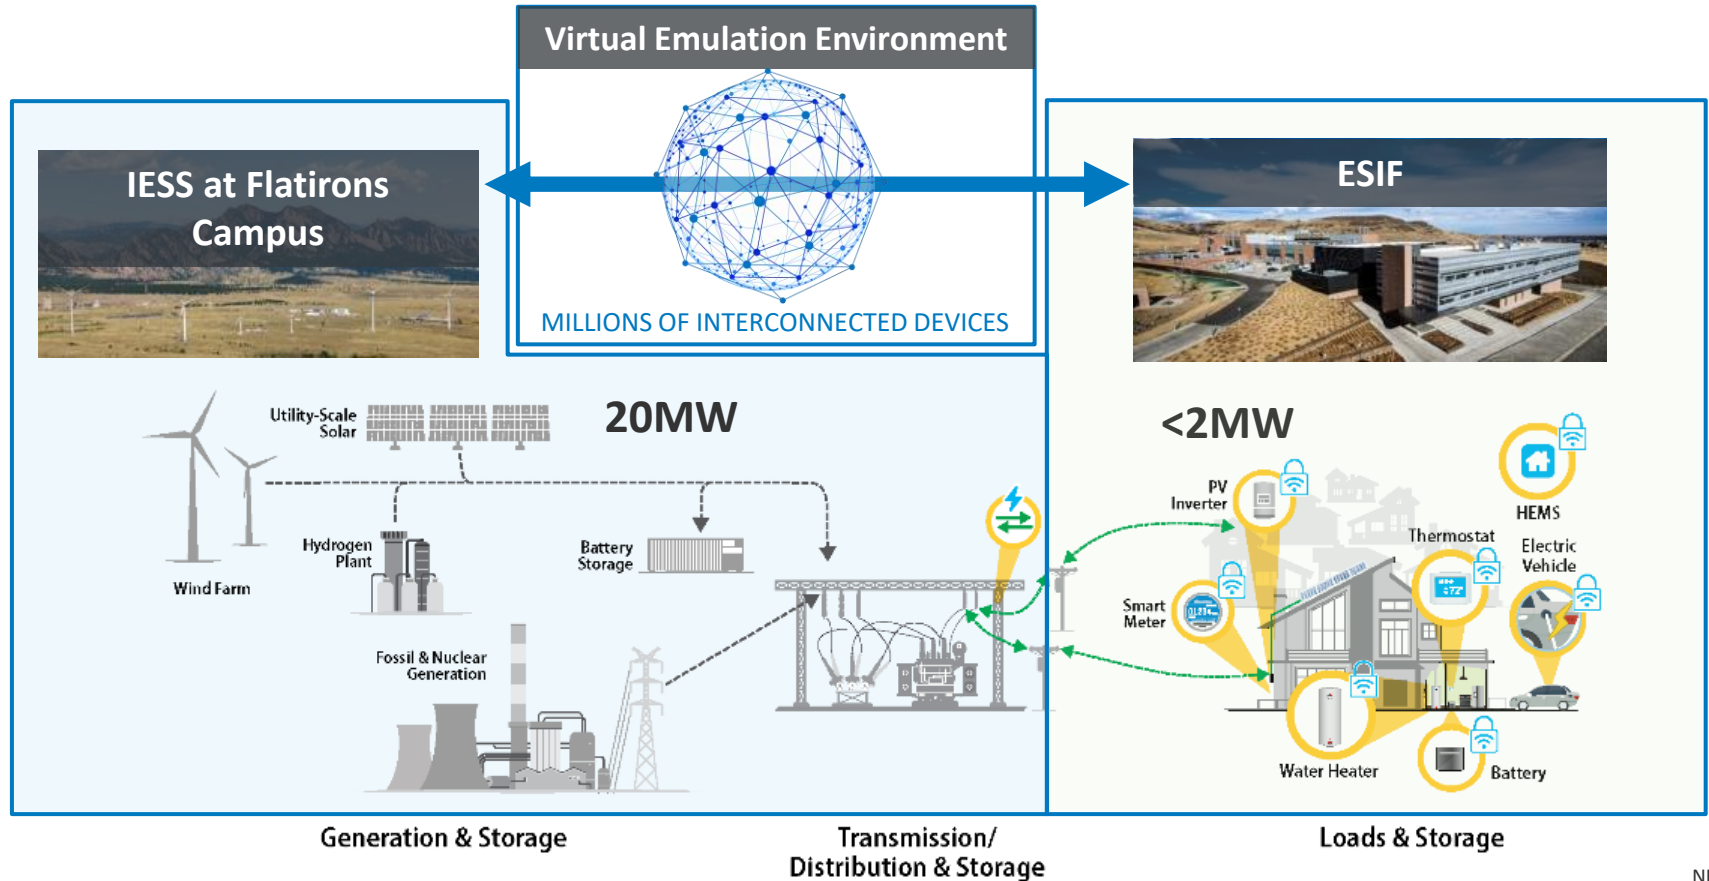 Virtual Emulation Environment
IESS at Flatirons
Campus
ESIF
MILLIONS OF INTERCONNECTED DEVICES
Utility-Scale
Solar
20MW
<2MW
PV
Inverter
HEMS
Hydrogen
Plant
Battery
Storage
Thermostat
Electric
Vehicle
Wind Farm
72°
Smart
Meter
01234
Fossil & Nuclear
Generation
Water Heater
Battery
Generation & Storage
Transmission/
Distribution & Storage
Loads & Storage